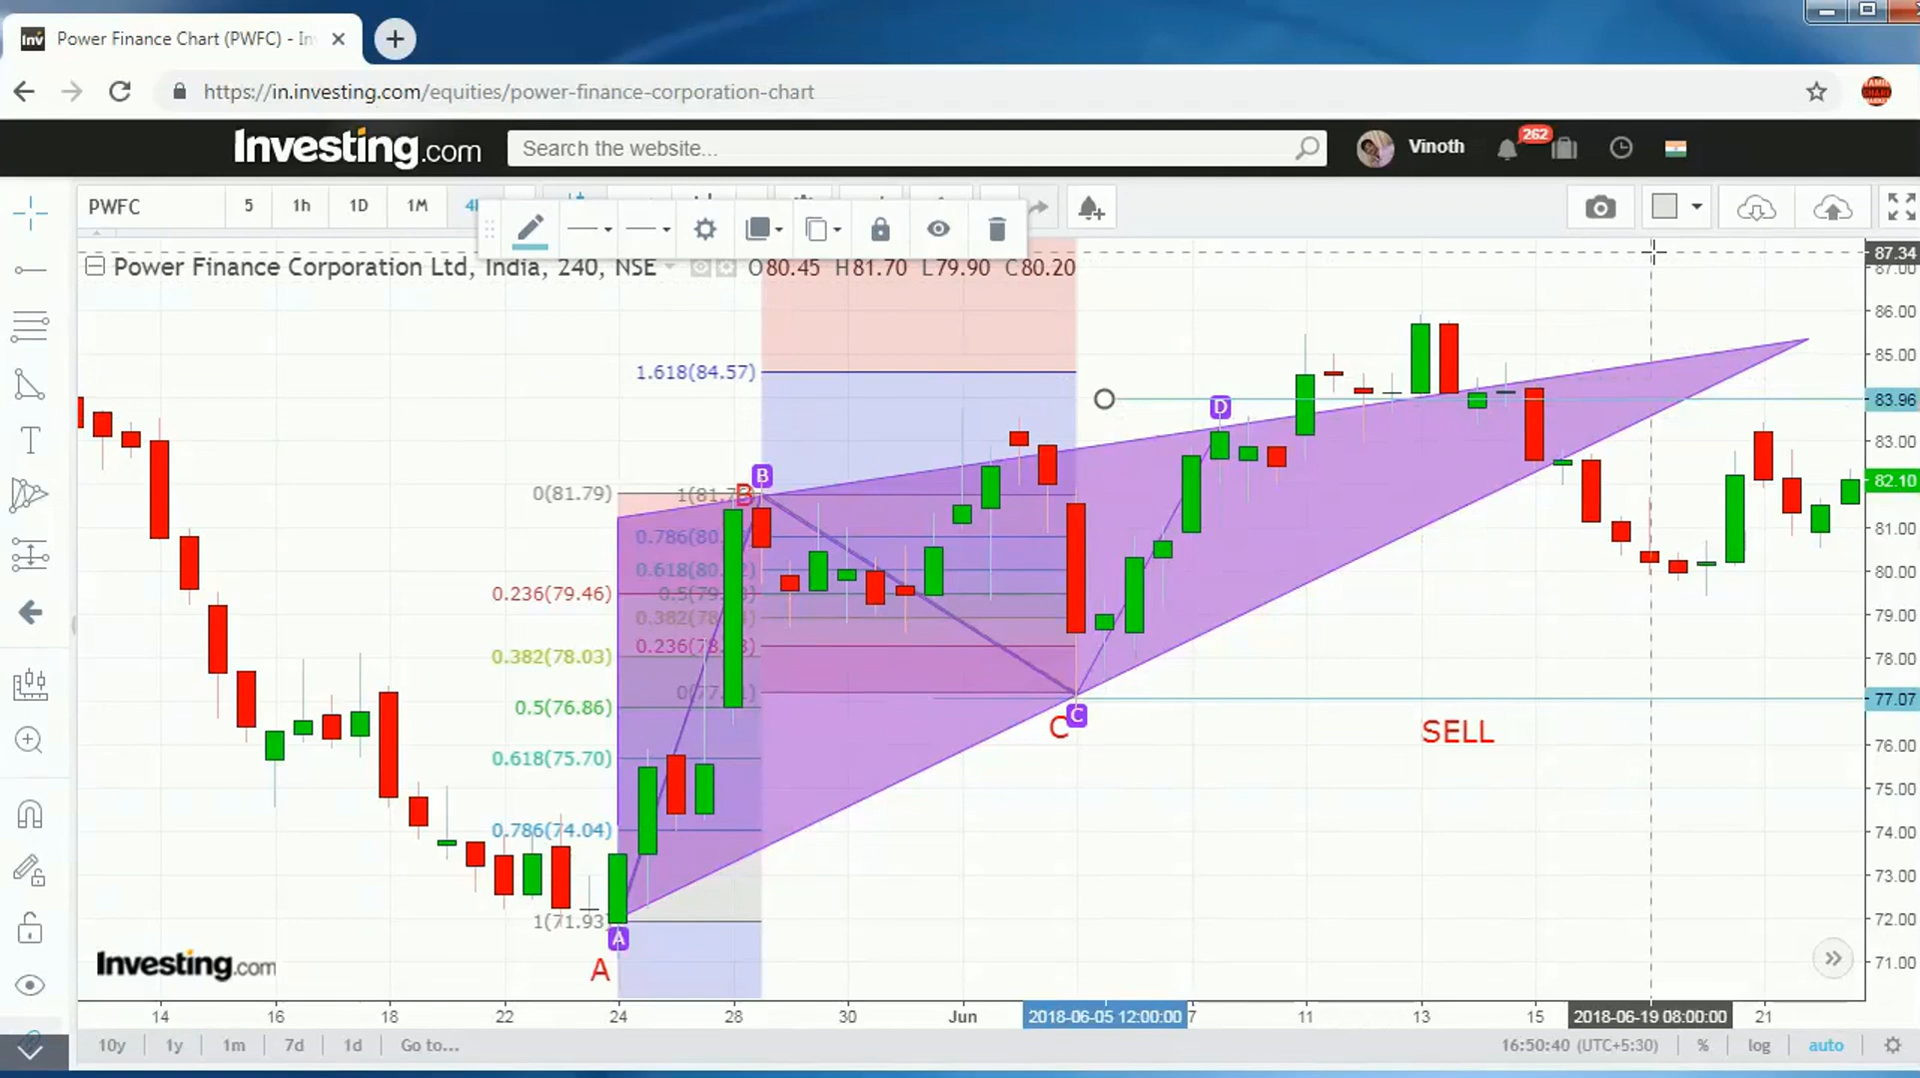 Inv Power Finance Chart (PWFC) - In
https://in.investing.com/equities/power-finance-corporation-chart
Investing.com
Search the website...
Vinoth
262
PWFC
5
1h
1D
1M
Power Finance Corporation Ltd, India, 240, NSE
O80.45 H81.70 L79.90 C80.20
87.34
87.00
86.00
1.618(84.57)
85.00
83.96
D
83.00
B
0(81.79)
B
82.10
81.00
80.00
0.236(79.46)
79.00
0.382(78.03)
78.00
0.5(76.86)
77.07
C
C
SELL
76.00
0.618(75.70)
75.00
0.786(74.04)
74.00
73.00
1(71.93)
72.00
A
A
71.00
Investing.com
14
16
18
22
24
28
30
Jun
2018-06-05 12:00:00
7
11
13
15
2018-06-19 08:00:00
21
10y
1y
1m
7d
1d
Go to...
16:50:40 (UTC+5:30)
%
log
auto